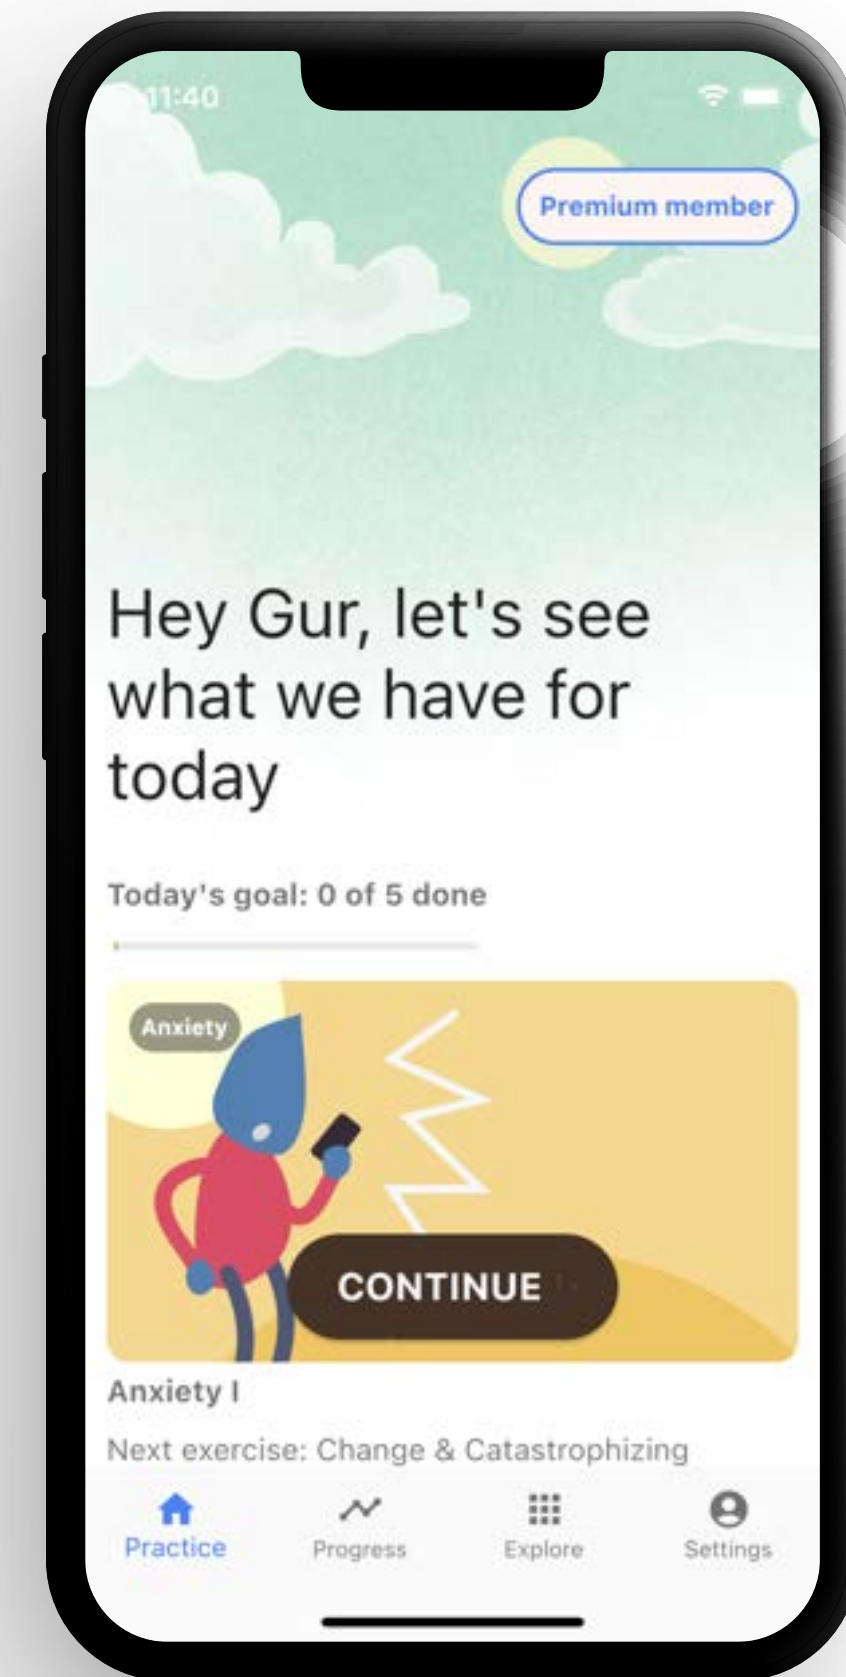 11:40
Premium member
Hey Gur, let's see
what we have for
today
Today's goal: 0 of 5 done
Anxiety
CONTINUE
Anxiety I
Next exercise: Change & Catastrophizing
Practice
Progress
Explore
Settings